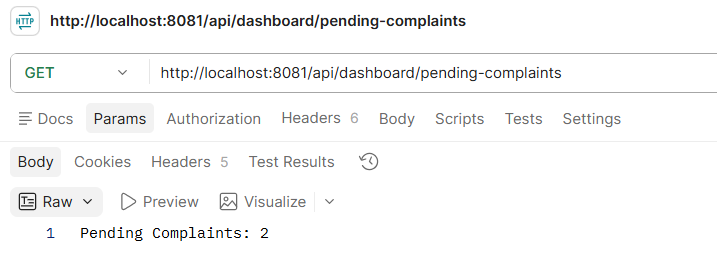 HTTP http://localhost:8081/api/dashboard/pending-complaints
GET http://localhost:8081/api/dashboard/pending-complaints
Docs Params Authorization Headers 6 Body Scripts Tests Settings
Body Cookies Headers 5 Test Results
Raw Preview Visualize
1 Pending Complaints: 2